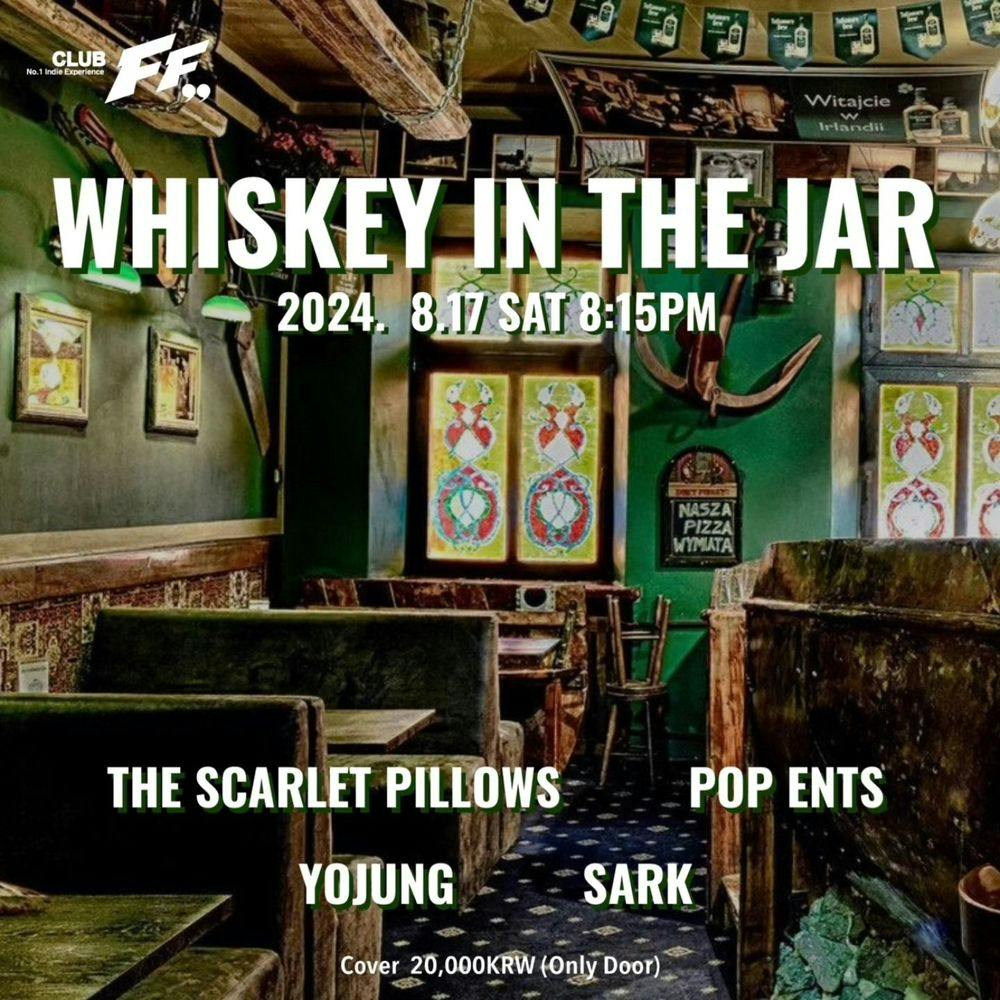 CLUB
No.1 Indie Experience
FF,,
Witajcie
w
Irlandii
WHISKEY IN THE JAR
2024. 8.17 SAT 8:15PM
NASZA
PIZZA
WYMIATA
THE SCARLET PILLOWS POP ENTS
YOJUNG SARK
Cover 20,000KRW (Only Door)